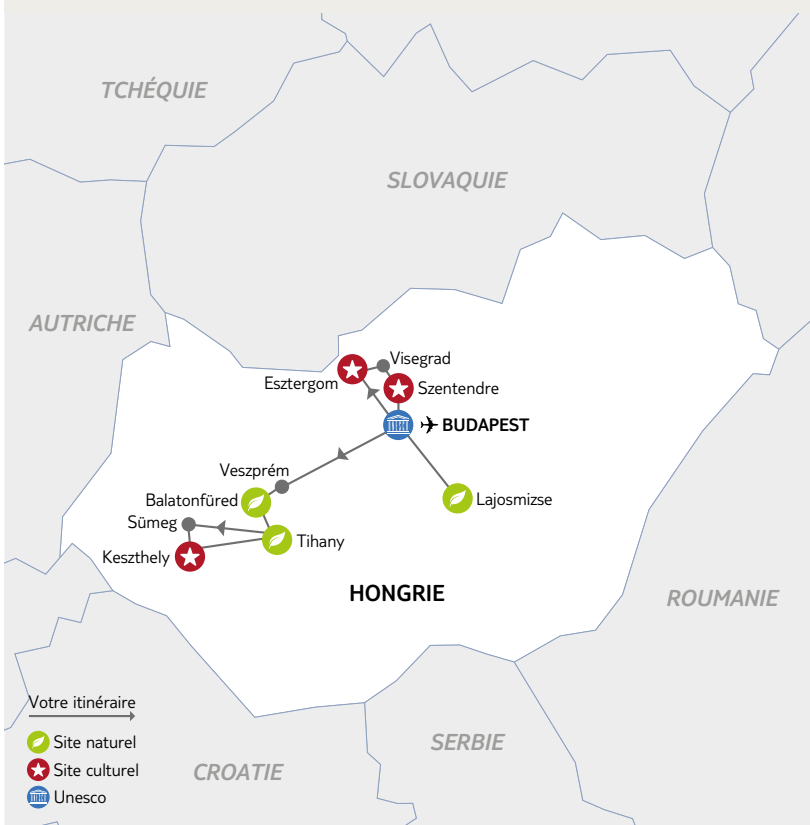 TCHÉQUIE
SLOVAQUIE
AUTRICHE
Visegrad
Esztergom
Szentendre
BUDAPEST
Veszprém
Balatonfüred
Lajosmizse
Sümeg
Tihany
Keszthely
HONGRIE
ROUMANIE
Votre itinéraire
Site naturel
SERBIE
Site culturel
CROATIE
Unesco